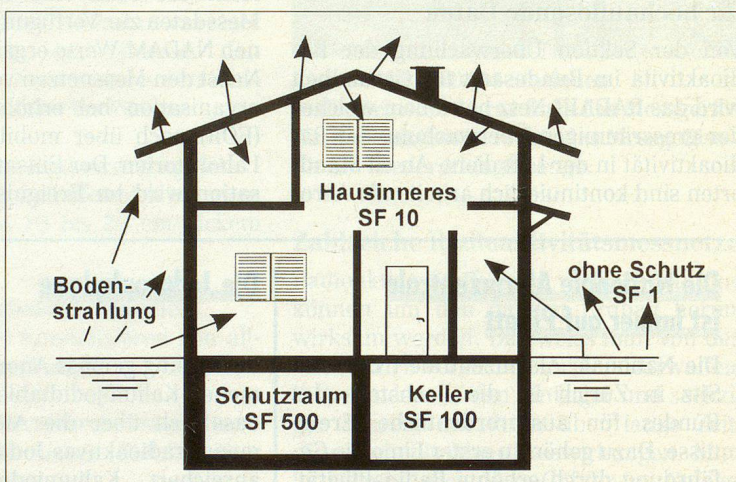 Hausinneres
SF 10
Boden-
strahlung
ohne Schutz
SF 1
Schutzraum
SF 500
Keller
SF 100